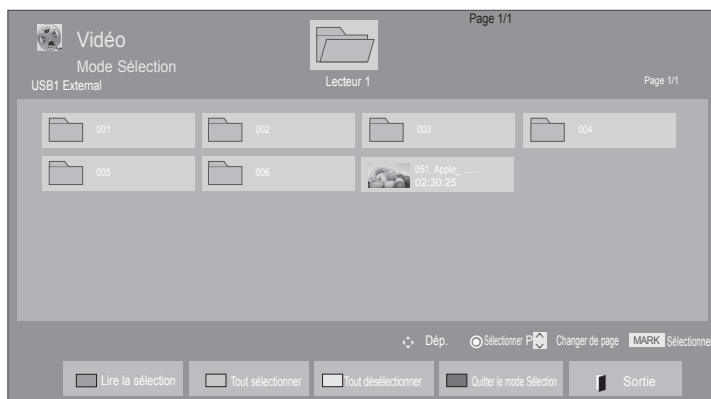 Page 1/1
Vidéo
Mode Sélection
USB1 External
Lecteur 1
Page 1/1
001
002
003
004
005
006
051. Apple_ ......
02:30:25
Dép.
Sélectionner
P
Changer de page
MARK
Sélectionner
Lire la sélection
Tout sélectionner
Tout désélectionner
Quitter le mode Sélection
Sortie